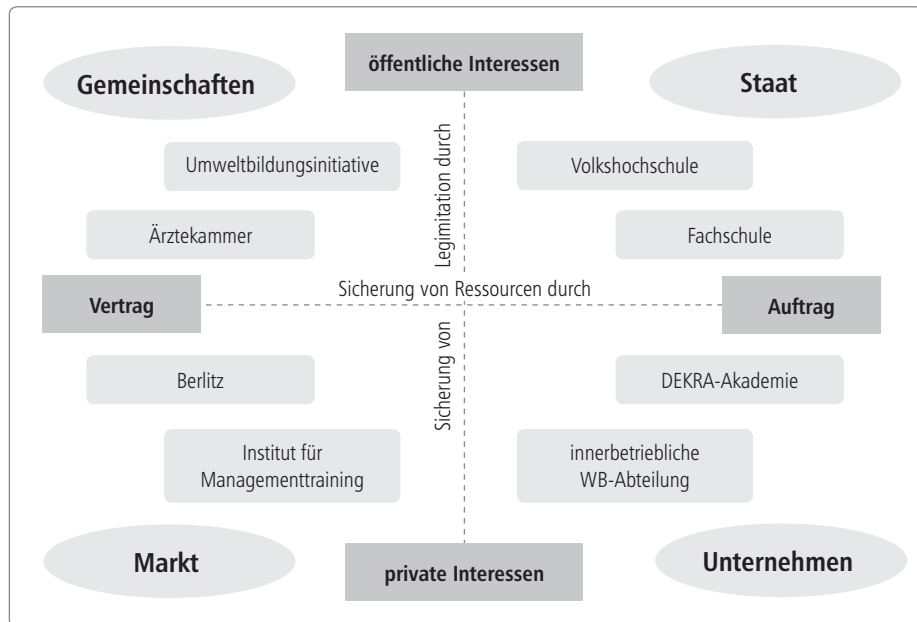 öffentliche Interessen
Gemeinschaften
Staat
Umweltbildungsinitiative
Volkshochschule
Legimitation durch
Ärztekammer
Fachschule
Sicherung von Ressourcen durch
Vertrag
Auftrag
Sicherung von
Berlitz
DEKRA-Akademie
Institut für
Managementtraining
innerbetriebliche
WB-Abteilung
Markt
private Interessen
Unternehmen